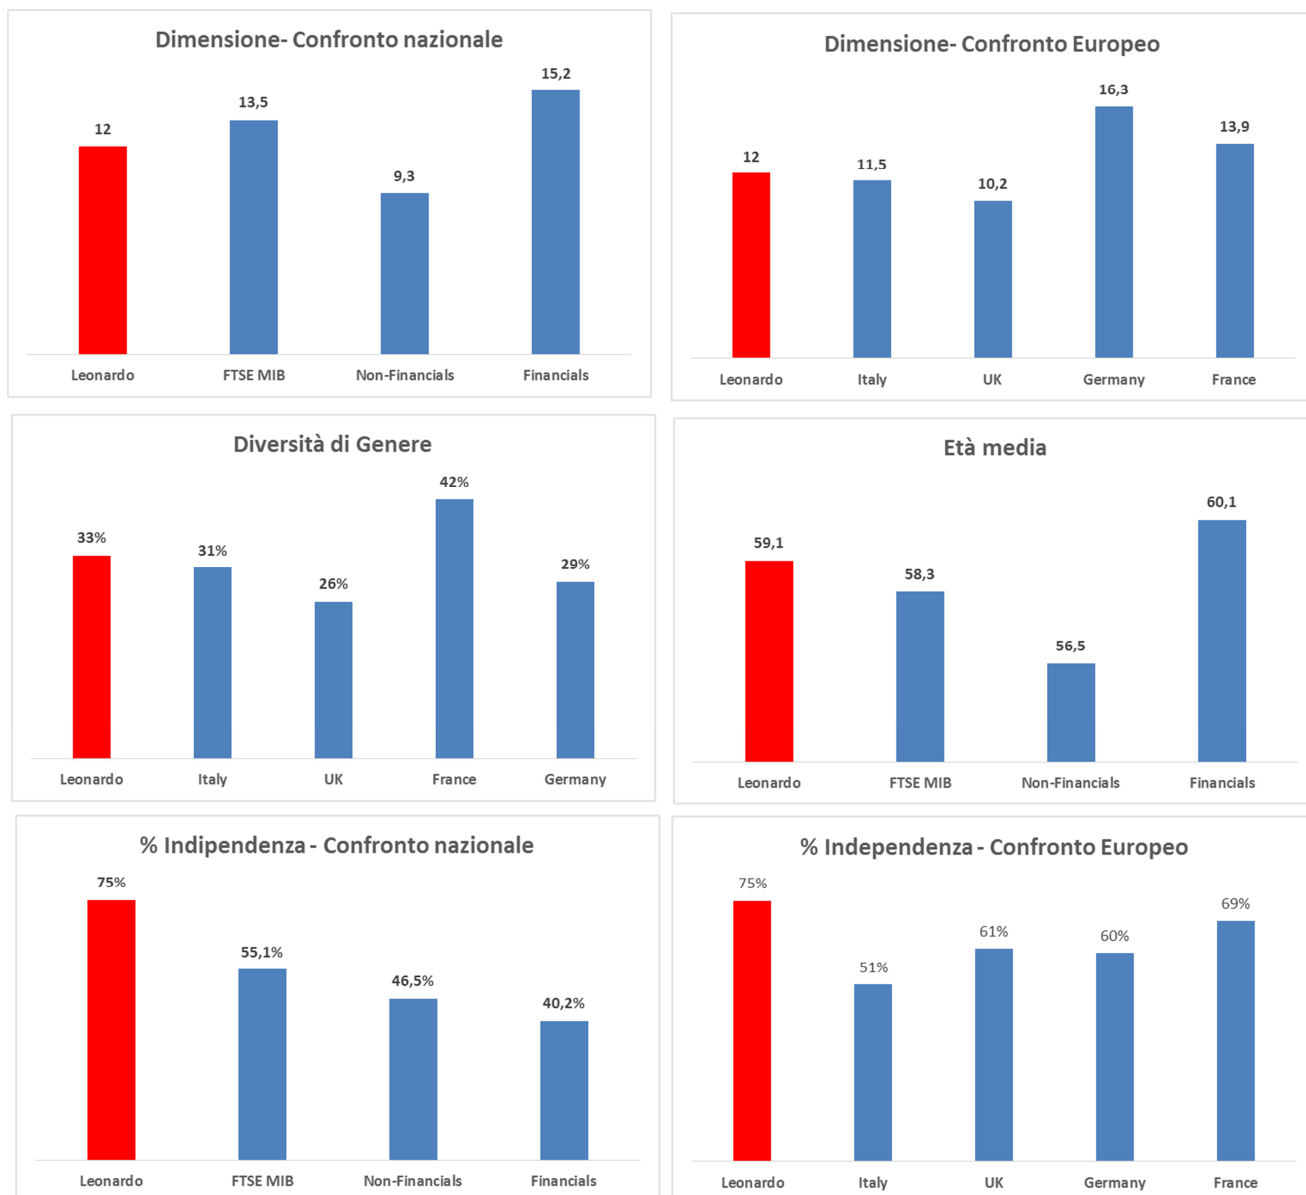 Dimensione- Confronto nazionale
15,2
13,5
12
9,3
Leonardo FTSE MIB Non-Financials Financials
Dimensione- Confronto Europeo
16,3
13,9
12
11,5
10,2
Leonardo Italy UK Germany France
Diversità di Genere
42%
33%
31%
29%
26%
Leonardo Italy UK France Germany
Età media
60,1
59,1
58,3
56,5
Leonardo FTSE MIB Non-Financials Financials
% Indipendenza - Confronto nazionale
75%
55,1%
46,5%
40,2%
Leonardo FTSE MIB Non-Financials Financials
% Independenza - Confronto Europeo
75%
69%
61%
60%
51%
Leonardo Italy UK Germany France